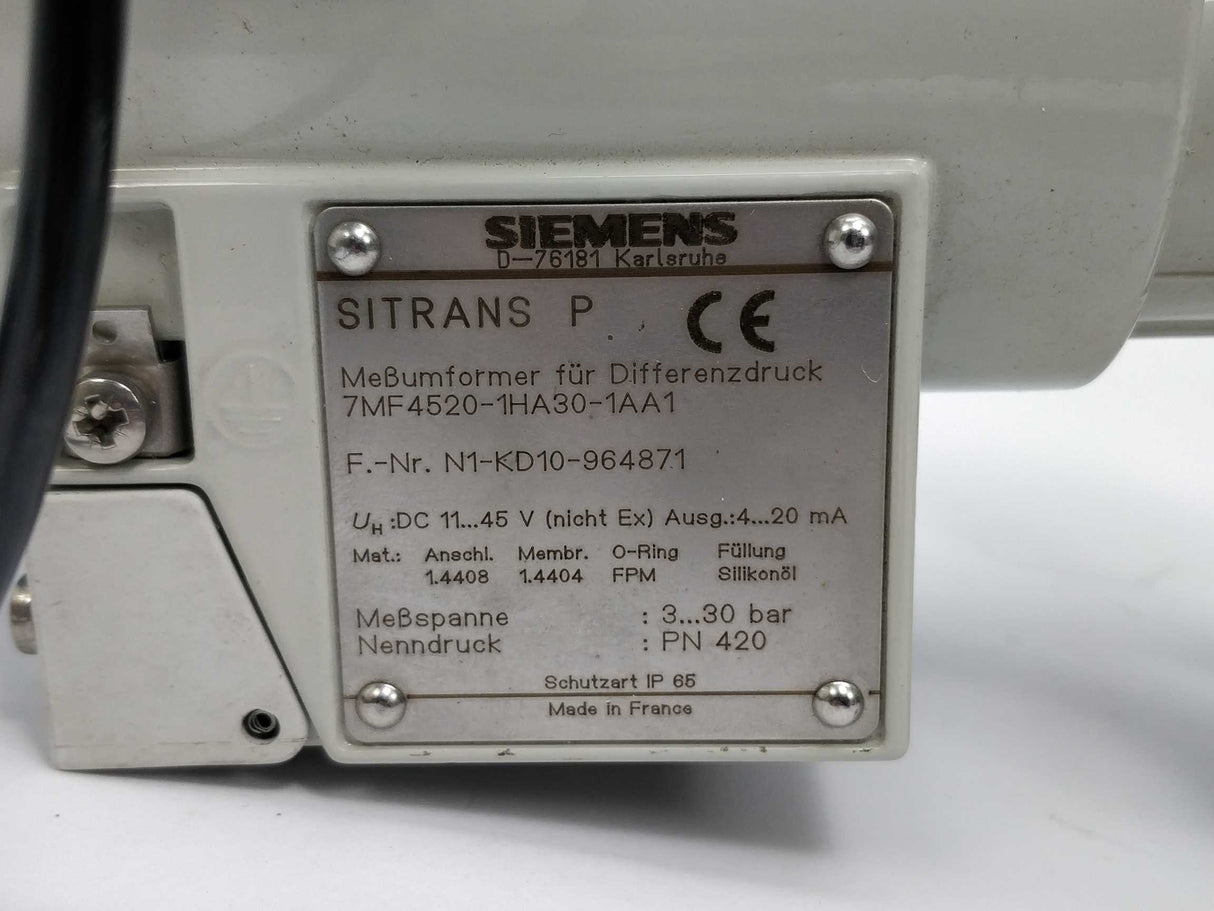 SIEMENS
D-76181 Karlsruhe
SITRANS P CE
Meßumformer für Differenzdruck
7MF4520-1HA30-1AA1
F.-Nr. N1-KD10-964871
UH :DC 11...45 V (nicht Ex) Ausg.:4...20 mA
Mat.: Anschl. Membr. O-Ring Füllung
1.4408 1.4404 FPM Silikonöl
Meßspanne : 3...30 bar
Nenndruck : PN 420
Schutzart IP 65
Made in France